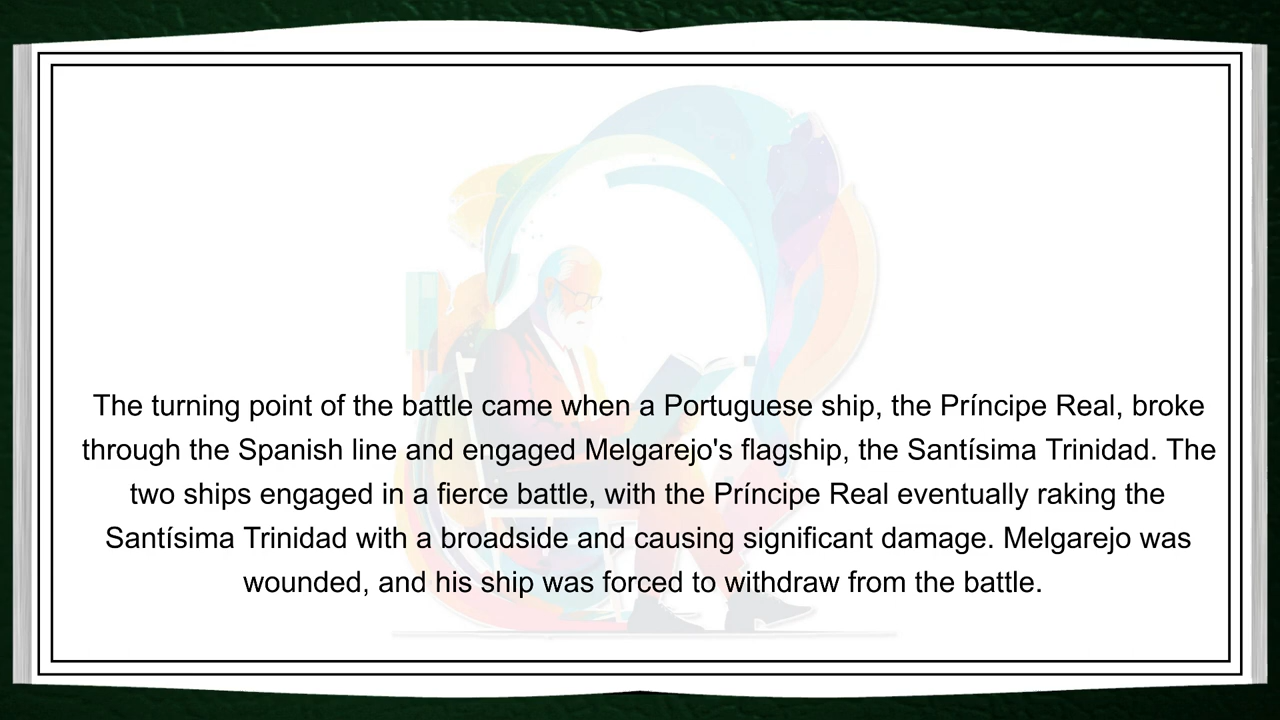 The turning point of the battle came when a Portuguese ship, the Príncipe Real, broke
through the Spanish line and engaged Melgarejo's flagship, the Santísima Trinidad. The
two ships engaged in a fierce battle, with the Príncipe Real eventually raking the
Santísima Trinidad with a broadside and causing significant damage. Melgarejo was
wounded, and his ship was forced to withdraw from the battle.